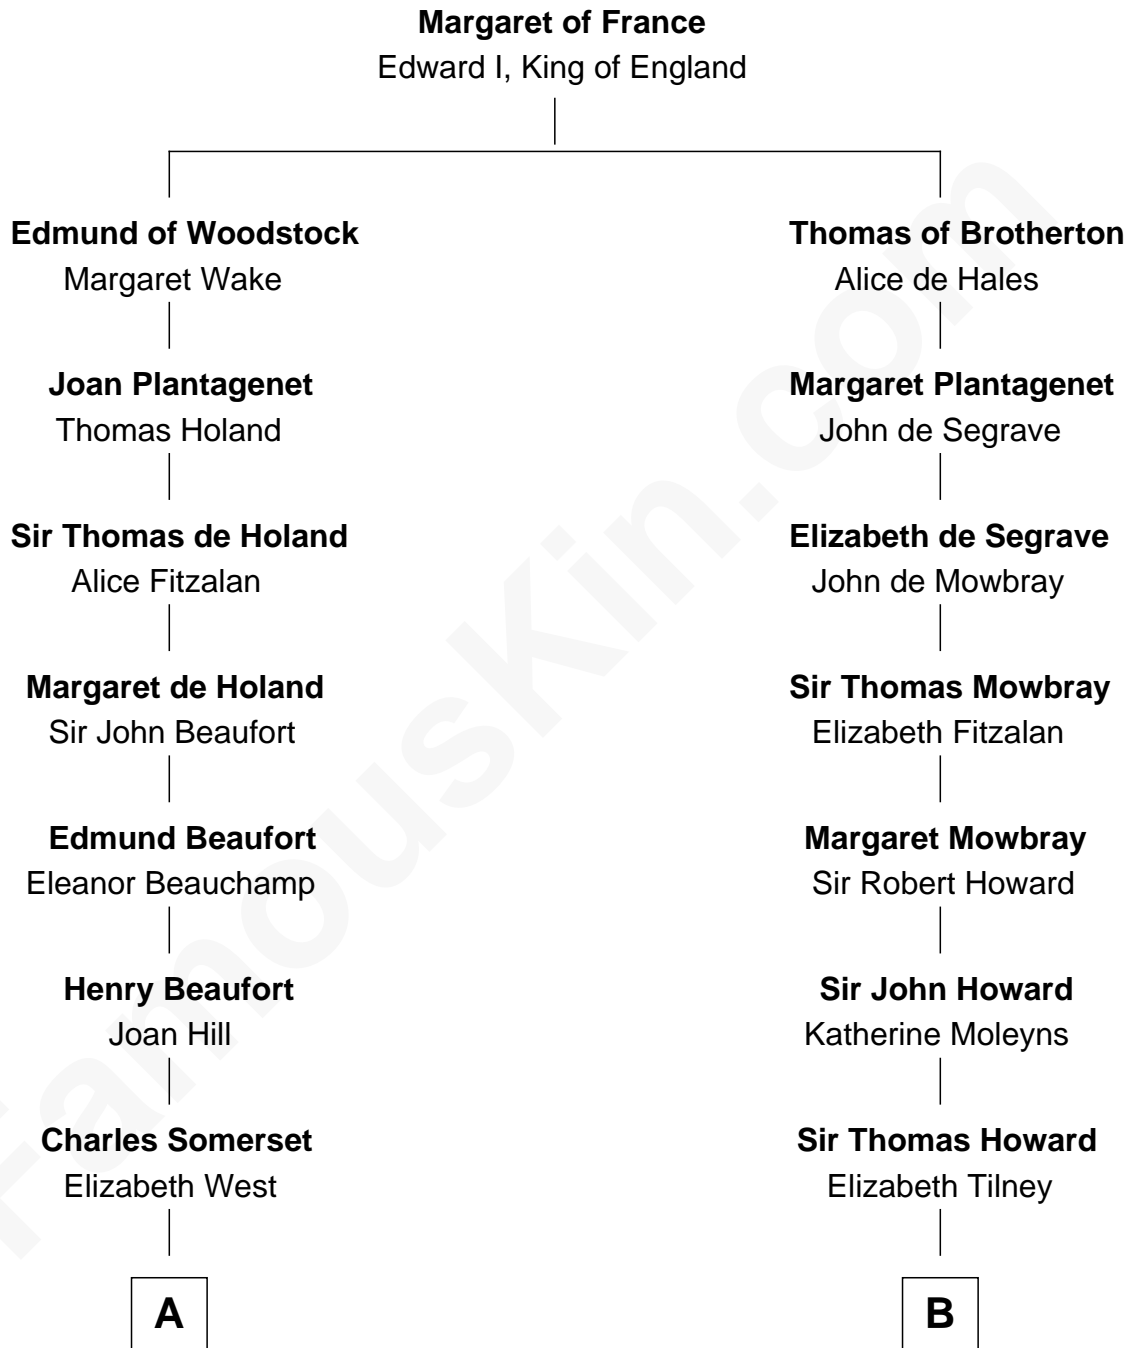 Margaret of France
Edward I, King of England
Edmund of Woodstock
Margaret Wake
Joan Plantagenet
Thomas Holand
Sir Thomas de Holand
Alice Fitzalan
Margaret de Holand
Sir John Beaufort
Edmund Beaufort
Eleanor Beauchamp
Henry Beaufort
Joan Hill
Charles Somerset
Elizabeth West
A
Thomas of Brotherton
Alice de Hales
Margaret Plantagenet
John de Segrave
Elizabeth de Segrave
John de Mowbray
Sir Thomas Mowbray
Elizabeth Fitzalan
Margaret Mowbray
Sir Robert Howard
Sir John Howard
Katherine Moleyns
Sir Thomas Howard
Elizabeth Tilney
B
FamousKin.com